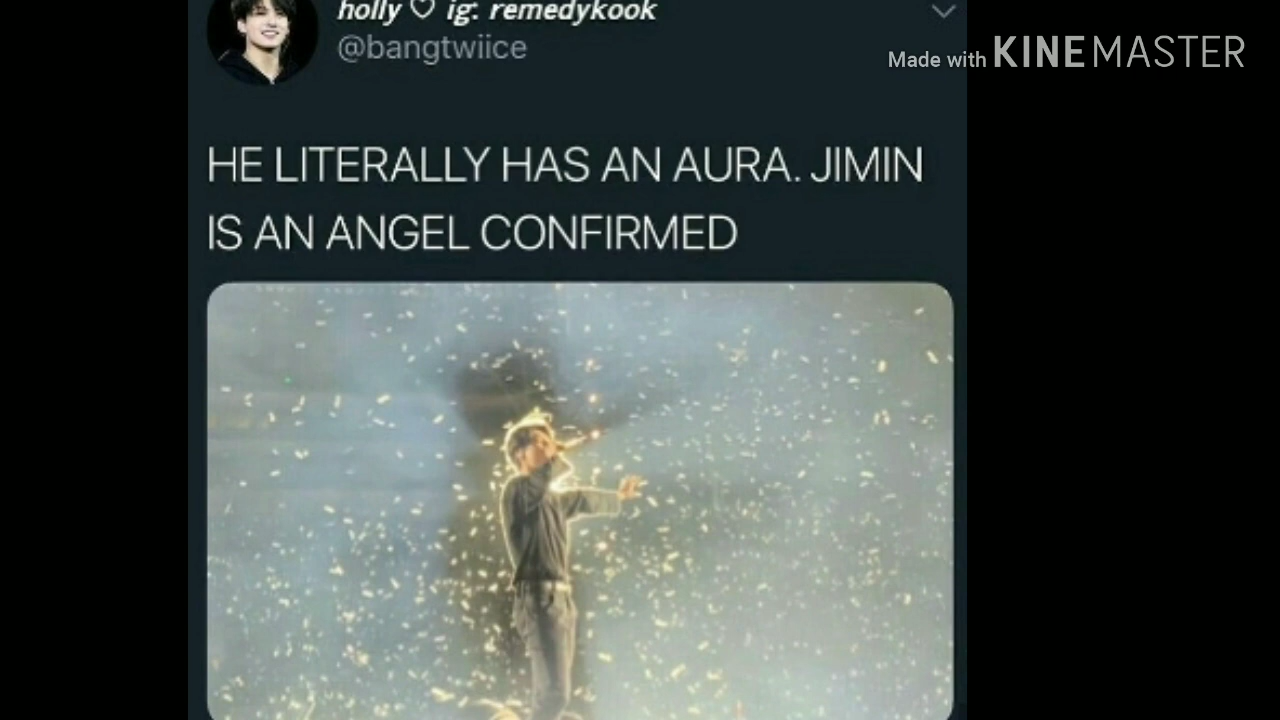 holly ♡ ig: remedykook
@bangtwiice
Made with KINEMASTER
HE LITERALLY HAS AN AURA. JIMIN
IS AN ANGEL CONFIRMED